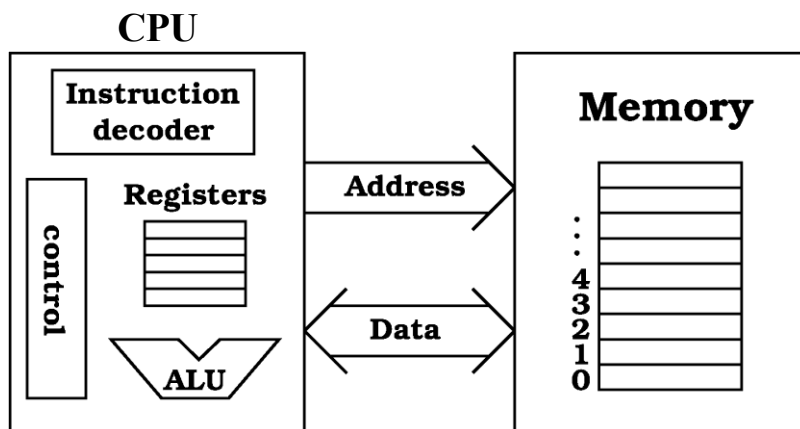 CPU
Instruction
decoder
Registers
control
ALU
Address
Data
Memory
.
.
.
4
3
2
1
0